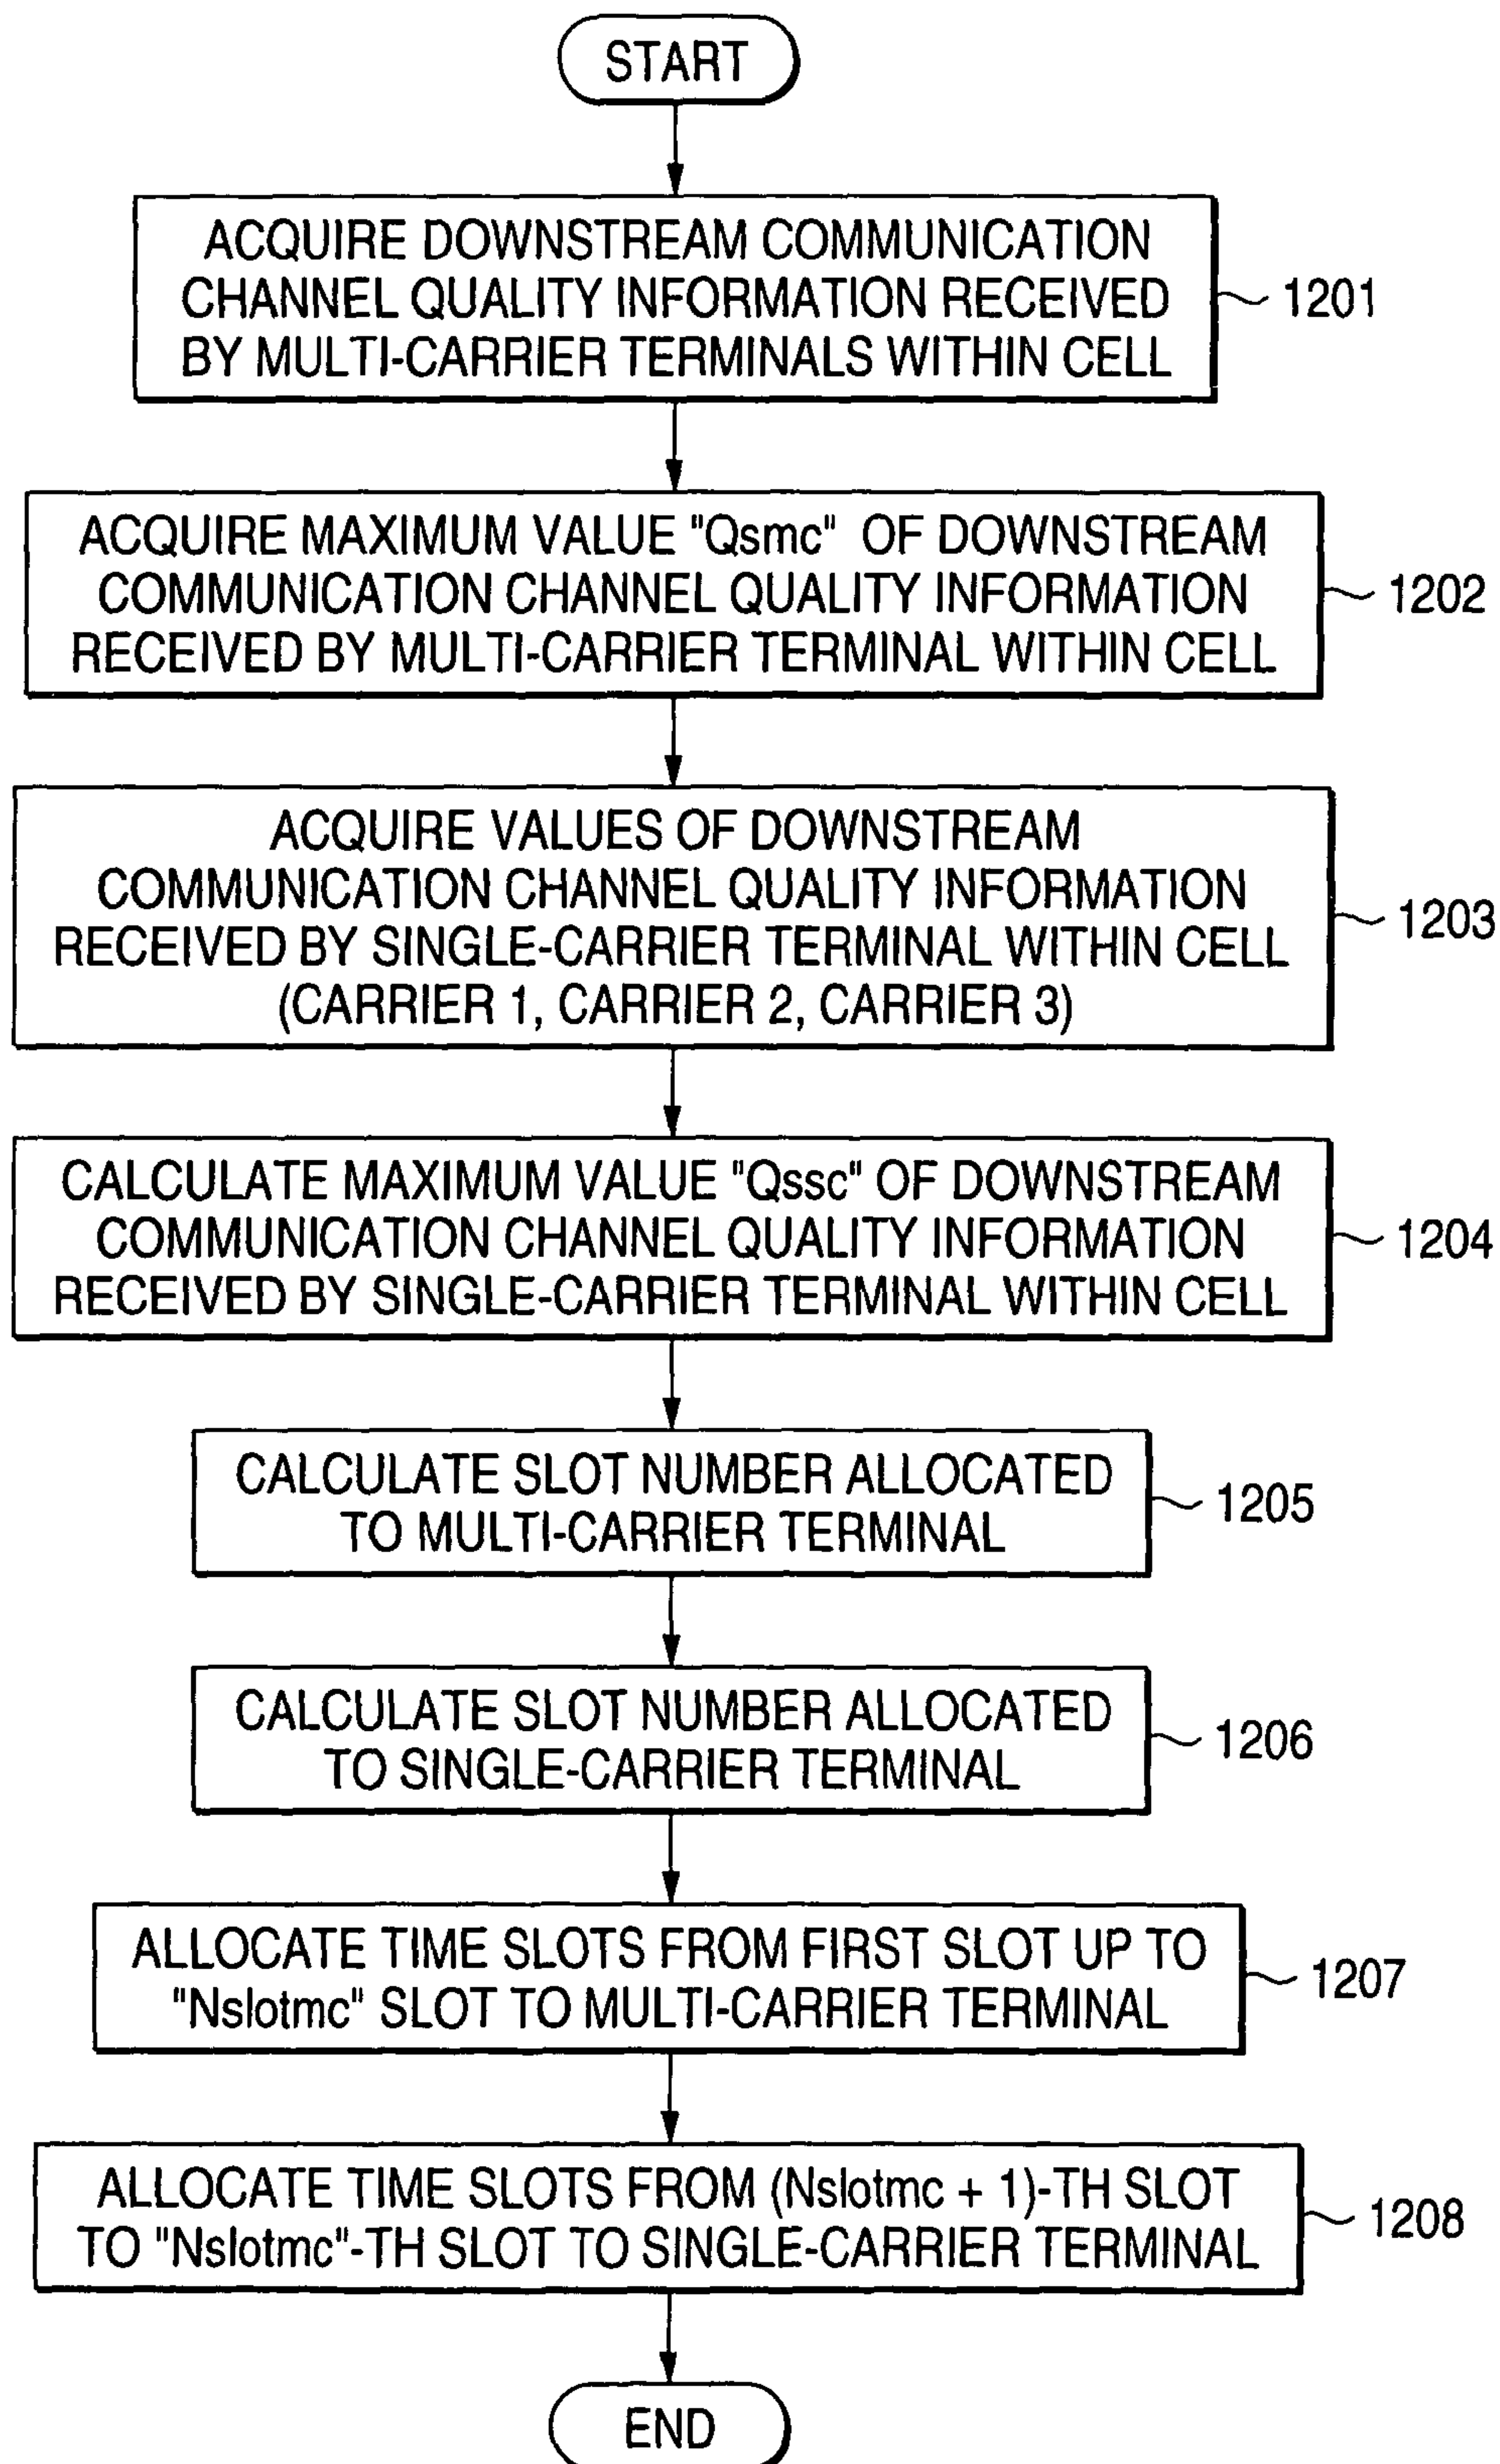 START
ACQUIRE DOWNSTREAM COMMUNICATION
CHANNEL QUALITY INFORMATION RECEIVED
BY MULTI-CARRIER TERMINALS WITHIN CELL
1201
ACQUIRE MAXIMUM VALUE "Qsmc" OF DOWNSTREAM
COMMUNICATION CHANNEL QUALITY INFORMATION
RECEIVED BY MULTI-CARRIER TERMINAL WITHIN CELL
1202
ACQUIRE VALUES OF DOWNSTREAM
COMMUNICATION CHANNEL QUALITY INFORMATION
RECEIVED BY SINGLE-CARRIER TERMINAL WITHIN CELL
(CARRIER 1, CARRIER 2, CARRIER 3)
1203
CALCULATE MAXIMUM VALUE "Qssc" OF DOWNSTREAM
COMMUNICATION CHANNEL QUALITY INFORMATION
RECEIVED BY SINGLE-CARRIER TERMINAL WITHIN CELL
1204
CALCULATE SLOT NUMBER ALLOCATED
TO MULTI-CARRIER TERMINAL
1205
CALCULATE SLOT NUMBER ALLOCATED
TO SINGLE-CARRIER TERMINAL
1206
ALLOCATE TIME SLOTS FROM FIRST SLOT UP TO
"Nslotmc" SLOT TO MULTI-CARRIER TERMINAL
1207
ALLOCATE TIME SLOTS FROM (Nslotmc + 1)-TH SLOT
TO "Nslotmc"-TH SLOT TO SINGLE-CARRIER TERMINAL
1208
END